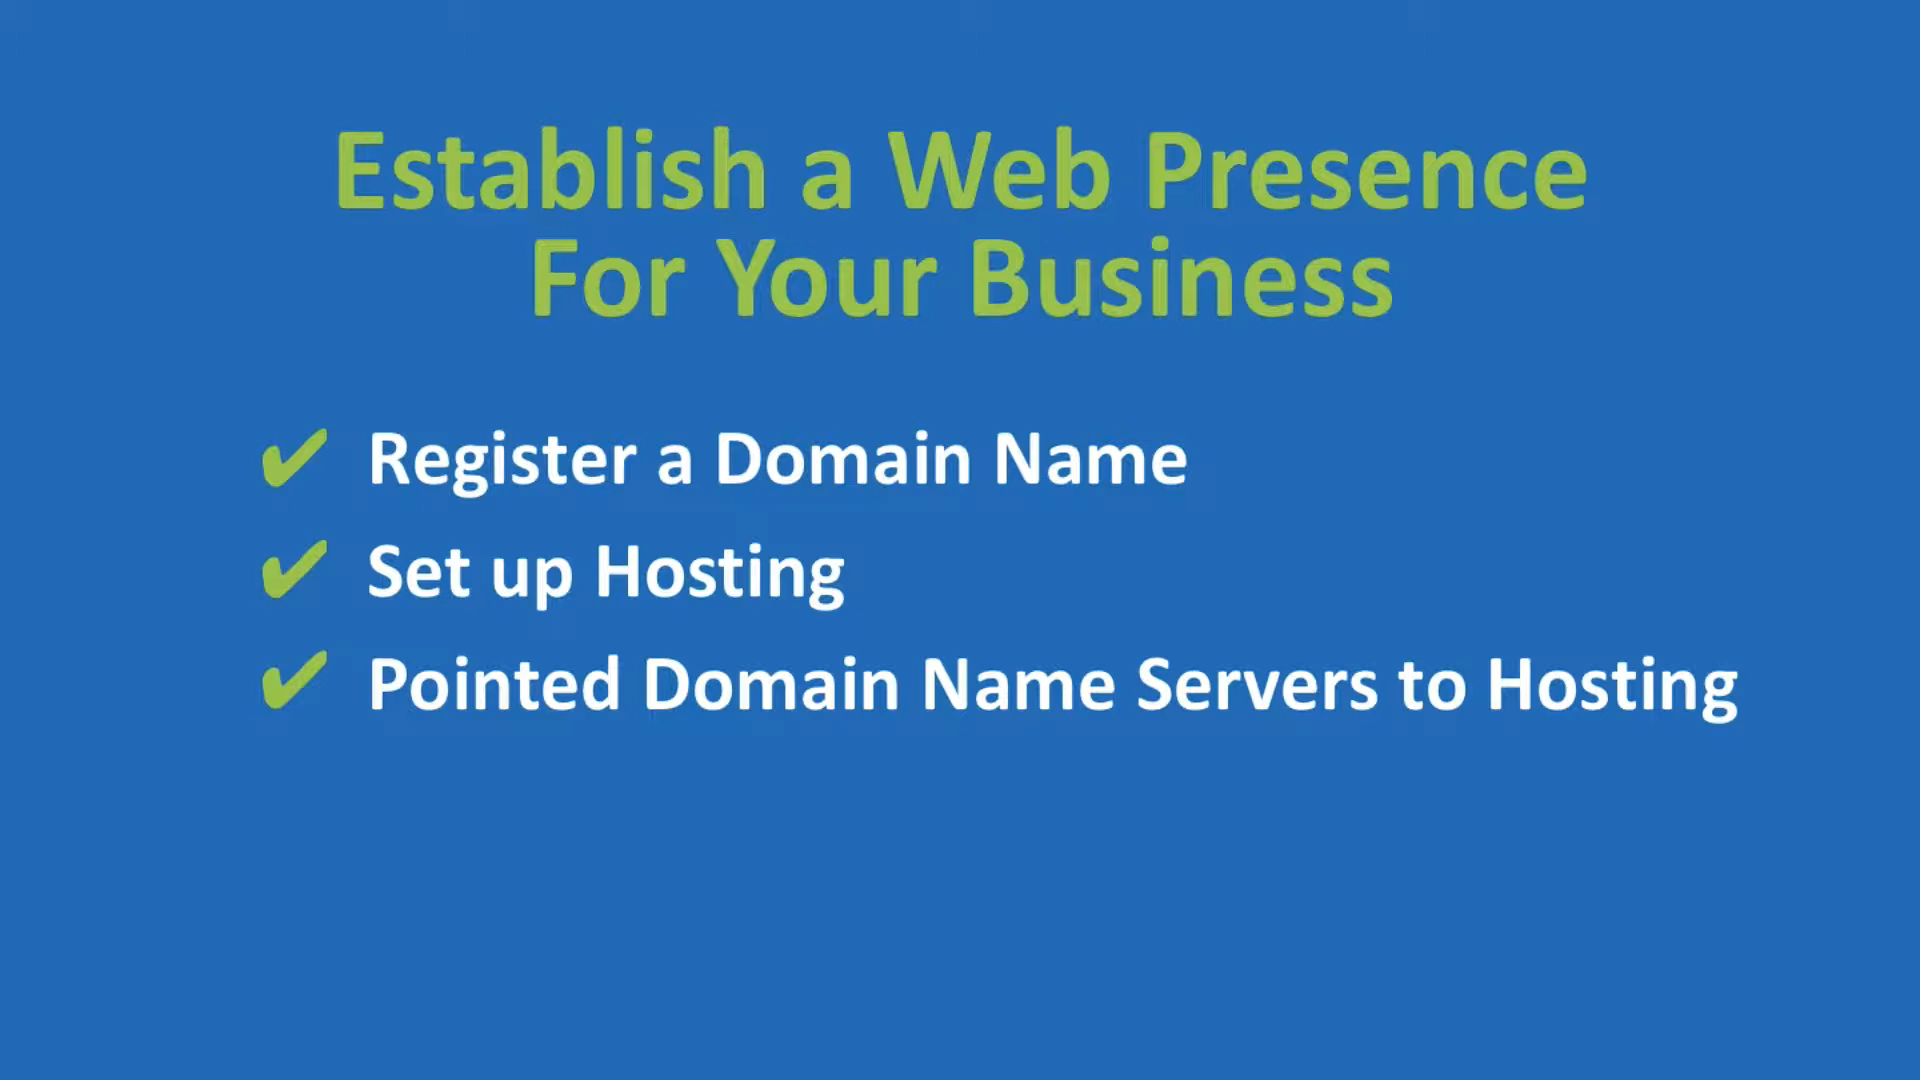 Establish a Web Presence
For Your Business
✔ Register a Domain Name
✔ Set up Hosting
✔ Pointed Domain Name Servers to Hosting